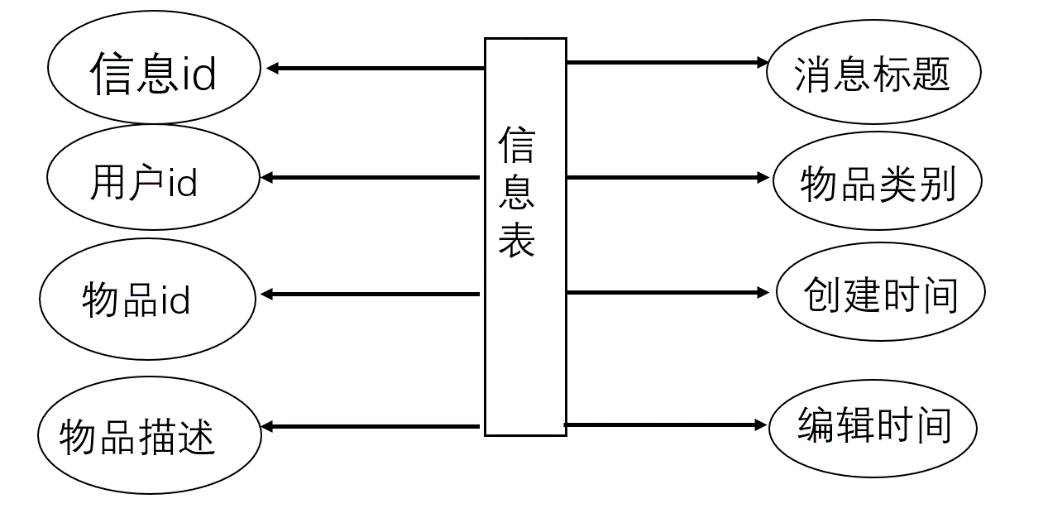 信息id
消息标题
用户id
信息表
物品类别
物品id
创建时间
物品描述
编辑时间